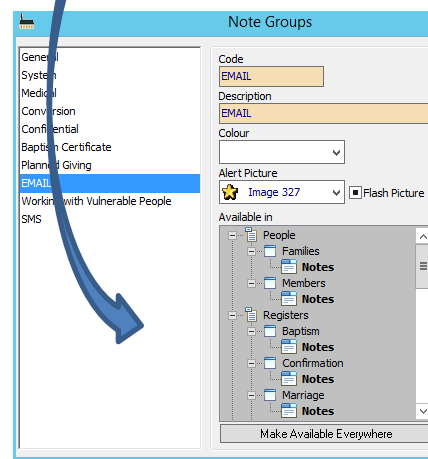 Note Groups
General
System
Medical
Conversion
Confidential
Baptism Certificate
Planned Giving
EMAIL
Working with Vulnerable People
SMS
Code
EMAIL
Description
EMAIL
Colour
Alert Picture
Image 327
Flash Picture
Available in
People
Families
Notes
Members
Notes
Registers
Baptism
Notes
Confirmation
Notes
Marriage
Notes
Make Available Everywhere